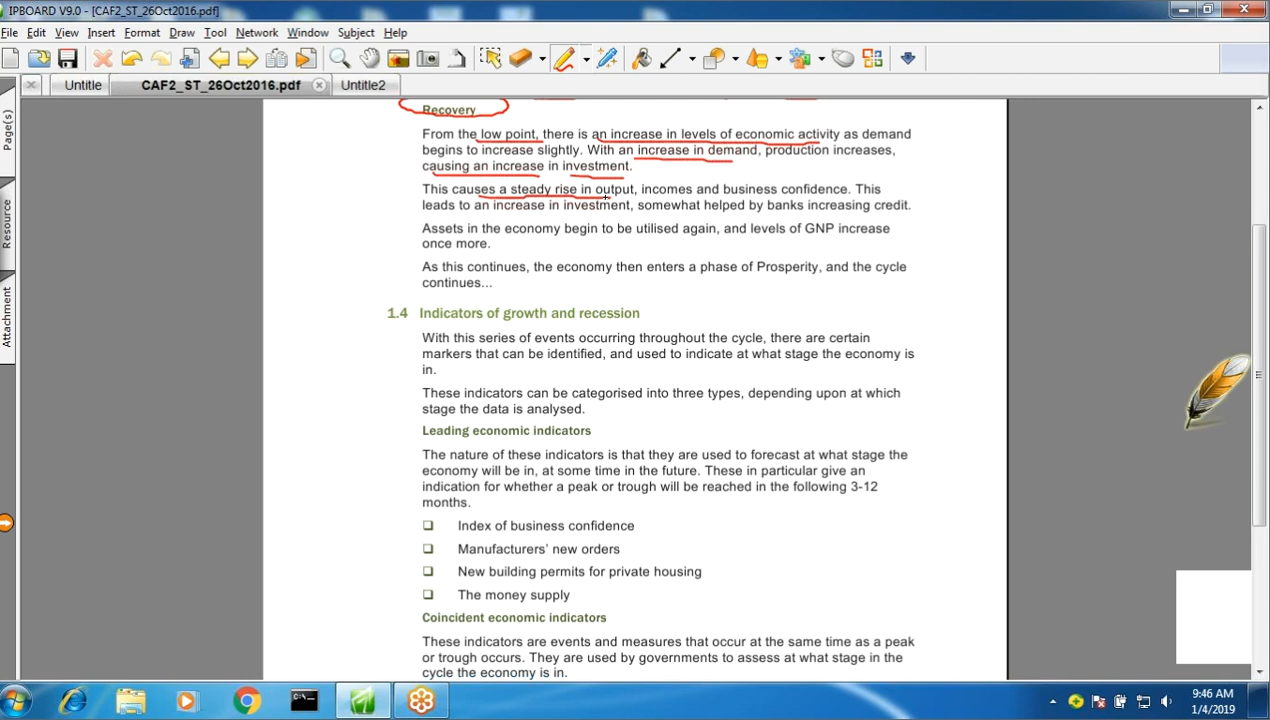 IPBOARD V9.0 - [CAF2_ST_26Oct2016.pdf]
File Edit View Insert Format Draw Tool Network Window Subject Help
Untitle CAF2_ST_26Oct2016.pdf Untitle2
Page(s)
Resource
Attachment
Recovery
From the low point, there is an increase in levels of economic activity as demand
begins to increase slightly. With an increase in demand, production increases,
causing an increase in investment.
This causes a steady rise in output, incomes and business confidence. This
leads to an increase in investment, somewhat helped by banks increasing credit.
Assets in the economy begin to be utilised again, and levels of GNP increase
once more.
As this continues, the economy then enters a phase of Prosperity, and the cycle
continues...
1.4 Indicators of growth and recession
With this series of events occurring throughout the cycle, there are certain
markers that can be identified, and used to indicate at what stage the economy is
in.
These indicators can be categorised into three types, depending upon at which
stage the data is analysed.
Leading economic indicators
The nature of these indicators is that they are used to forecast at what stage the
economy will be in, at some time in the future. These in particular give an
indication for whether a peak or trough will be reached in the following 3-12
months.
Index of business confidence
Manufacturers' new orders
New building permits for private housing
The money supply
Coincident economic indicators
These indicators are events and measures that occur at the same time as a peak
or trough occurs. They are used by governments to assess at what stage in the
cycle the economy is in.
9:46 AM
1/4/2019